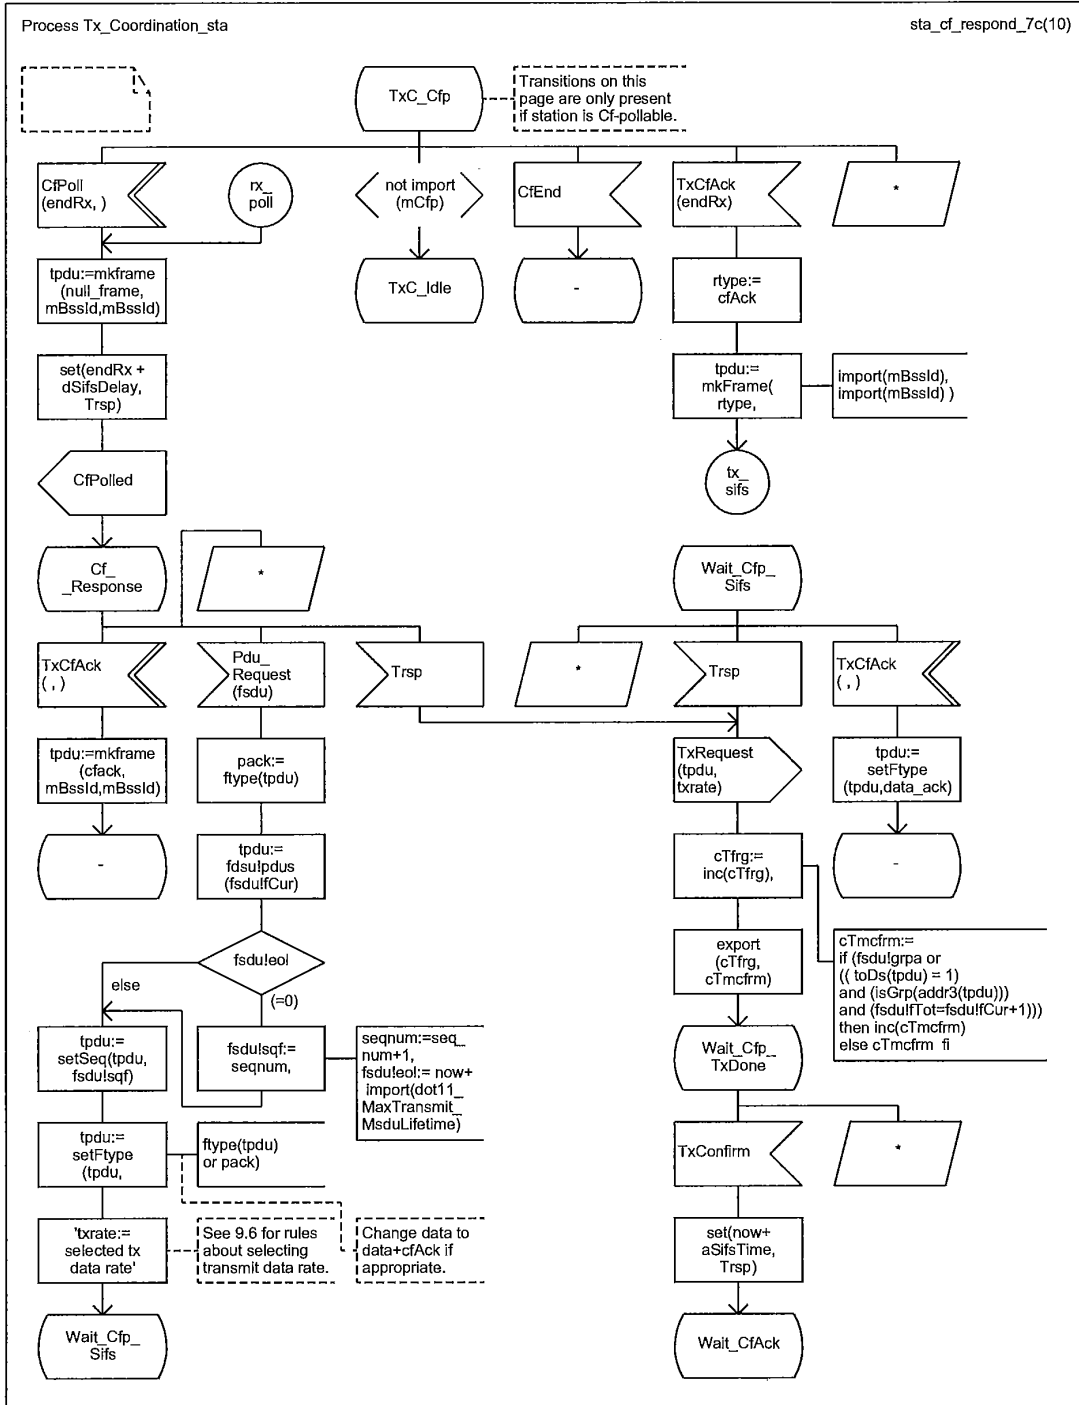 Process Tx_Coordination_sta
sta_cf_respond_7c(10)
TxC_Cfp
Transitions on this
page are only present
if station is Cf-pollable.
CfPoll
(endRx, )
rx_
poll
not import
(mCfp)
CfEnd
TxCfAck
(endRx)
*
tpdu:=mkframe
(null_frame,
mBssId,mBssId)
TxC_Idle
-
rtype:=
cfAck
set(endRx +
dSifsDelay,
Trsp)
tpdu:=
mkFrame(
rtype,
import(mBssId),
import(mBssId) )
CfPolled
tx_
sifs
Cf_
_Response
*
Wait_Cfp_
Sifs
TxCfAck
( , )
Pdu_
Request
(fsdu)
Trsp
*
Trsp
TxCfAck
( , )
tpdu:=mkframe
(cfack,
mBssId,mBssId)
pack:=
ftype(tpdu)
TxRequest
(tpdu,
txrate)
tpdu:=
setFtype
(tpdu,data_ack)
-
tpdu:=
fdsu!pdus
(fsdu!fCur)
cTfrg:=
inc(cTfrg),
-
fsdu!eol
else
(=0)
export
(cTfrg,
cTmcfrm)
cTmcfrm:=
if (fsdu!grpa or
(( toDs(tpdu) = 1)
and (isGrp(addr3(tpdu)))
and (fsdu!fTot=fsdu!fCur+1)))
then inc(cTmcfrm)
else cTmcfrm fi
tpdu:=
setSeq(tpdu,
fsdu!sqf)
fsdu!sqf:=
seqnum,
seqnum:=seq_
num+1,
fsdu!eol:= now+
import(dot11_
MaxTransmit_
MsduLifetime)
Wait_Cfp_
TxDone
tpdu:=
setFtype
(tpdu,
ftype(tpdu)
or pack)
TxConfirm
*
'txrate:=
selected tx
data rate'
See 9.6 for rules
about selecting
transmit data rate.
Change data to
data+cfAck if
appropriate.
set(now+
aSifsTime,
Trsp)
Wait_Cfp_
Sifs
Wait_CfAck